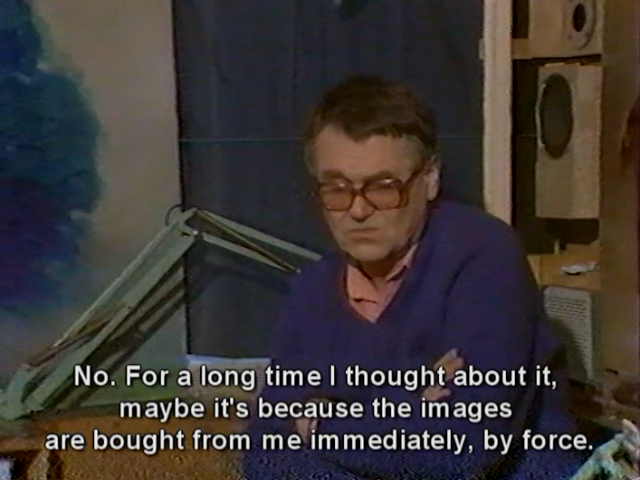 No. For a long time I thought about it,
maybe it's because the images
are bought from me immediately, by force.